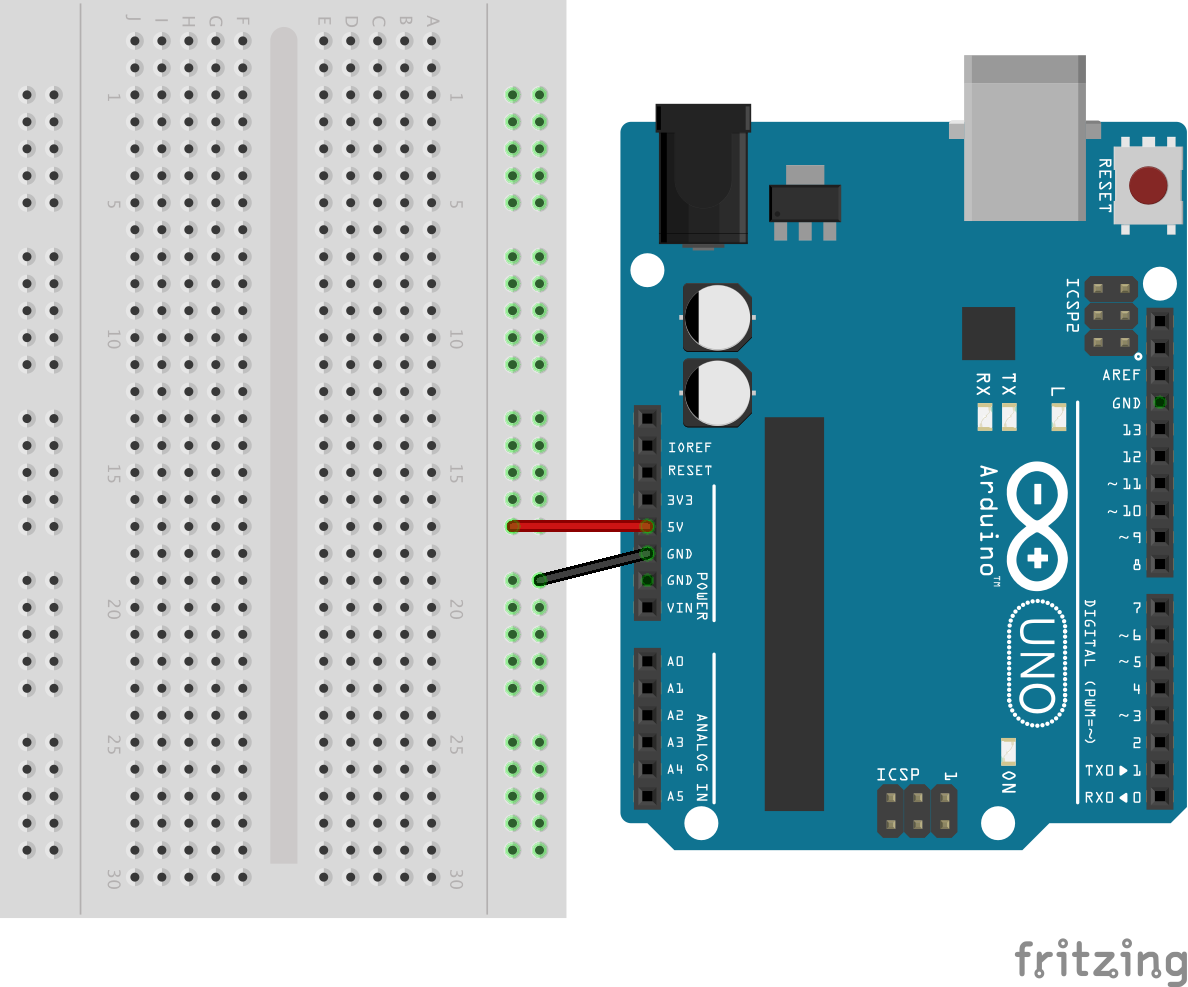 J I H G F E D C B A
1 1
5 5
10 10
15 15
20 20
25 25
30 30
RESET
ICSP2
AREF
GND
13
12
~11
~10
~9
8
7
~6
~5
4
~3
2
TX0▶1
RX0◀0
DIGITAL (PWM=~)
RX TX L
Arduino™
UNO
ON
ICSP 1
IOREF
RESET
3V3
5V
GND
GND
VIN
POWER
A0
A1
A2
A3
A4
A5
ANALOG IN
fritzing